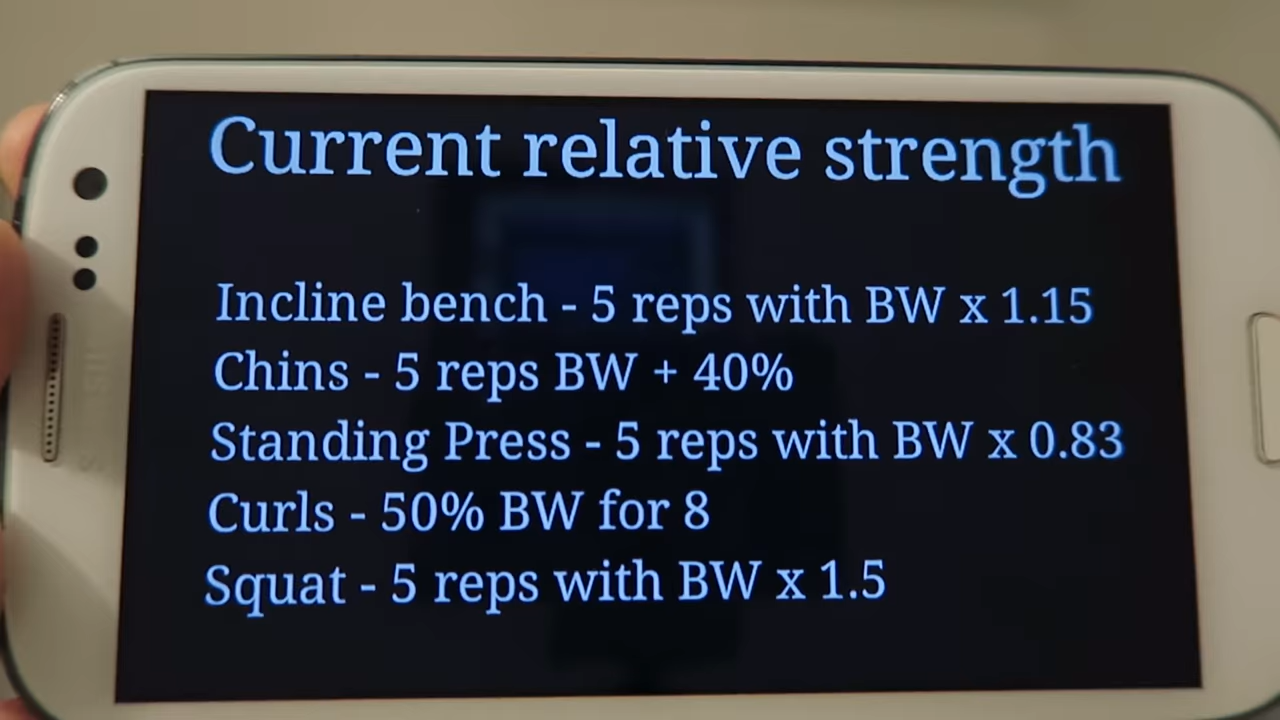 Current relative strength
Incline bench - 5 reps with BW x 1.15
Chins - 5 reps BW + 40%
Standing Press - 5 reps with BW x 0.83
Curls - 50% BW for 8
Squat - 5 reps with BW x 1.5